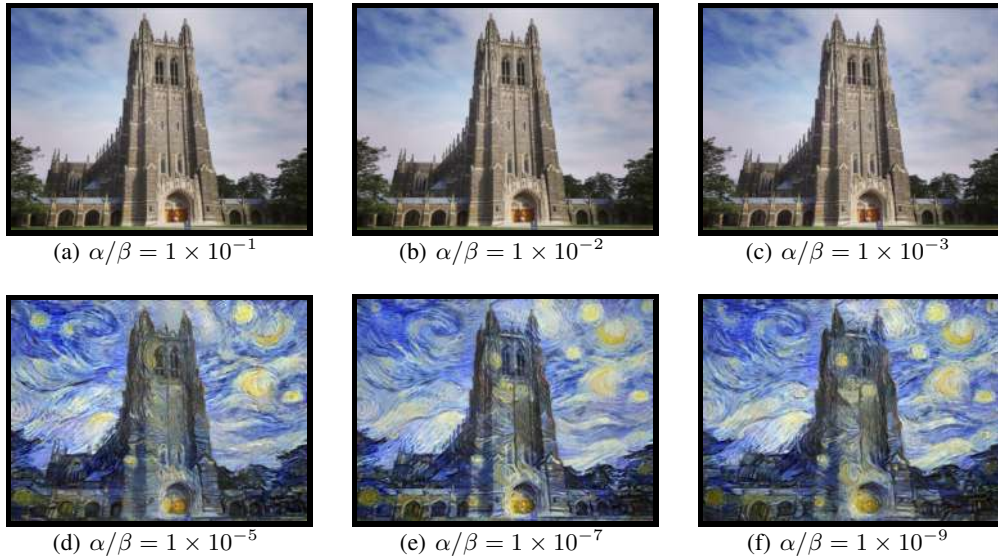 (a) α/β = 1 × 10⁻¹
(b) α/β = 1 × 10⁻²
(c) α/β = 1 × 10⁻³
(d) α/β = 1 × 10⁻⁵
(e) α/β = 1 × 10⁻⁷
(f) α/β = 1 × 10⁻⁹